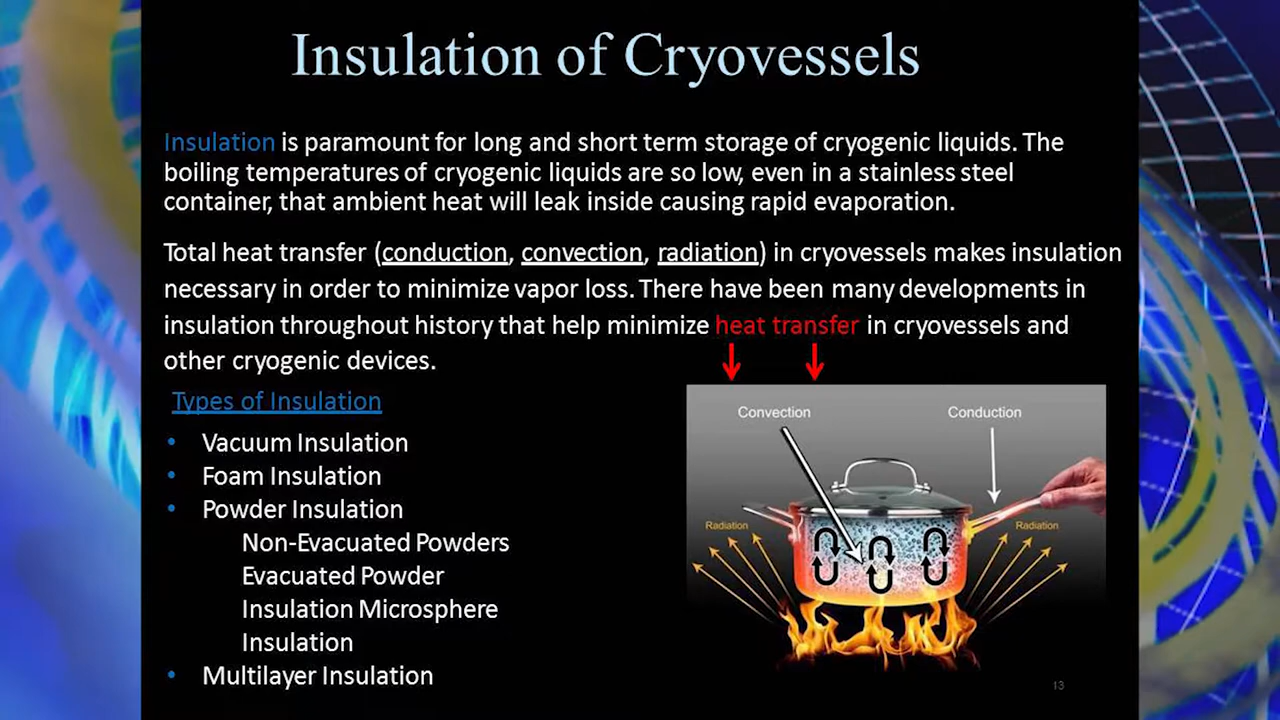 Insulation of Cryovessels
Insulation is paramount for long and short term storage of cryogenic liquids. The
boiling temperatures of cryogenic liquids are so low, even in a stainless steel
container, that ambient heat will leak inside causing rapid evaporation.
Total heat transfer (conduction, convection, radiation) in cryovessels makes insulation
necessary in order to minimize vapor loss. There have been many developments in
insulation throughout history that help minimize heat transfer in cryovessels and
other cryogenic devices.
Types of Insulation
• Vacuum Insulation
• Foam Insulation
• Powder Insulation
Non-Evacuated Powders
Evacuated Powder
Insulation Microsphere
Insulation
• Multilayer Insulation
Convection
Conduction
Radiation
Radiation
13